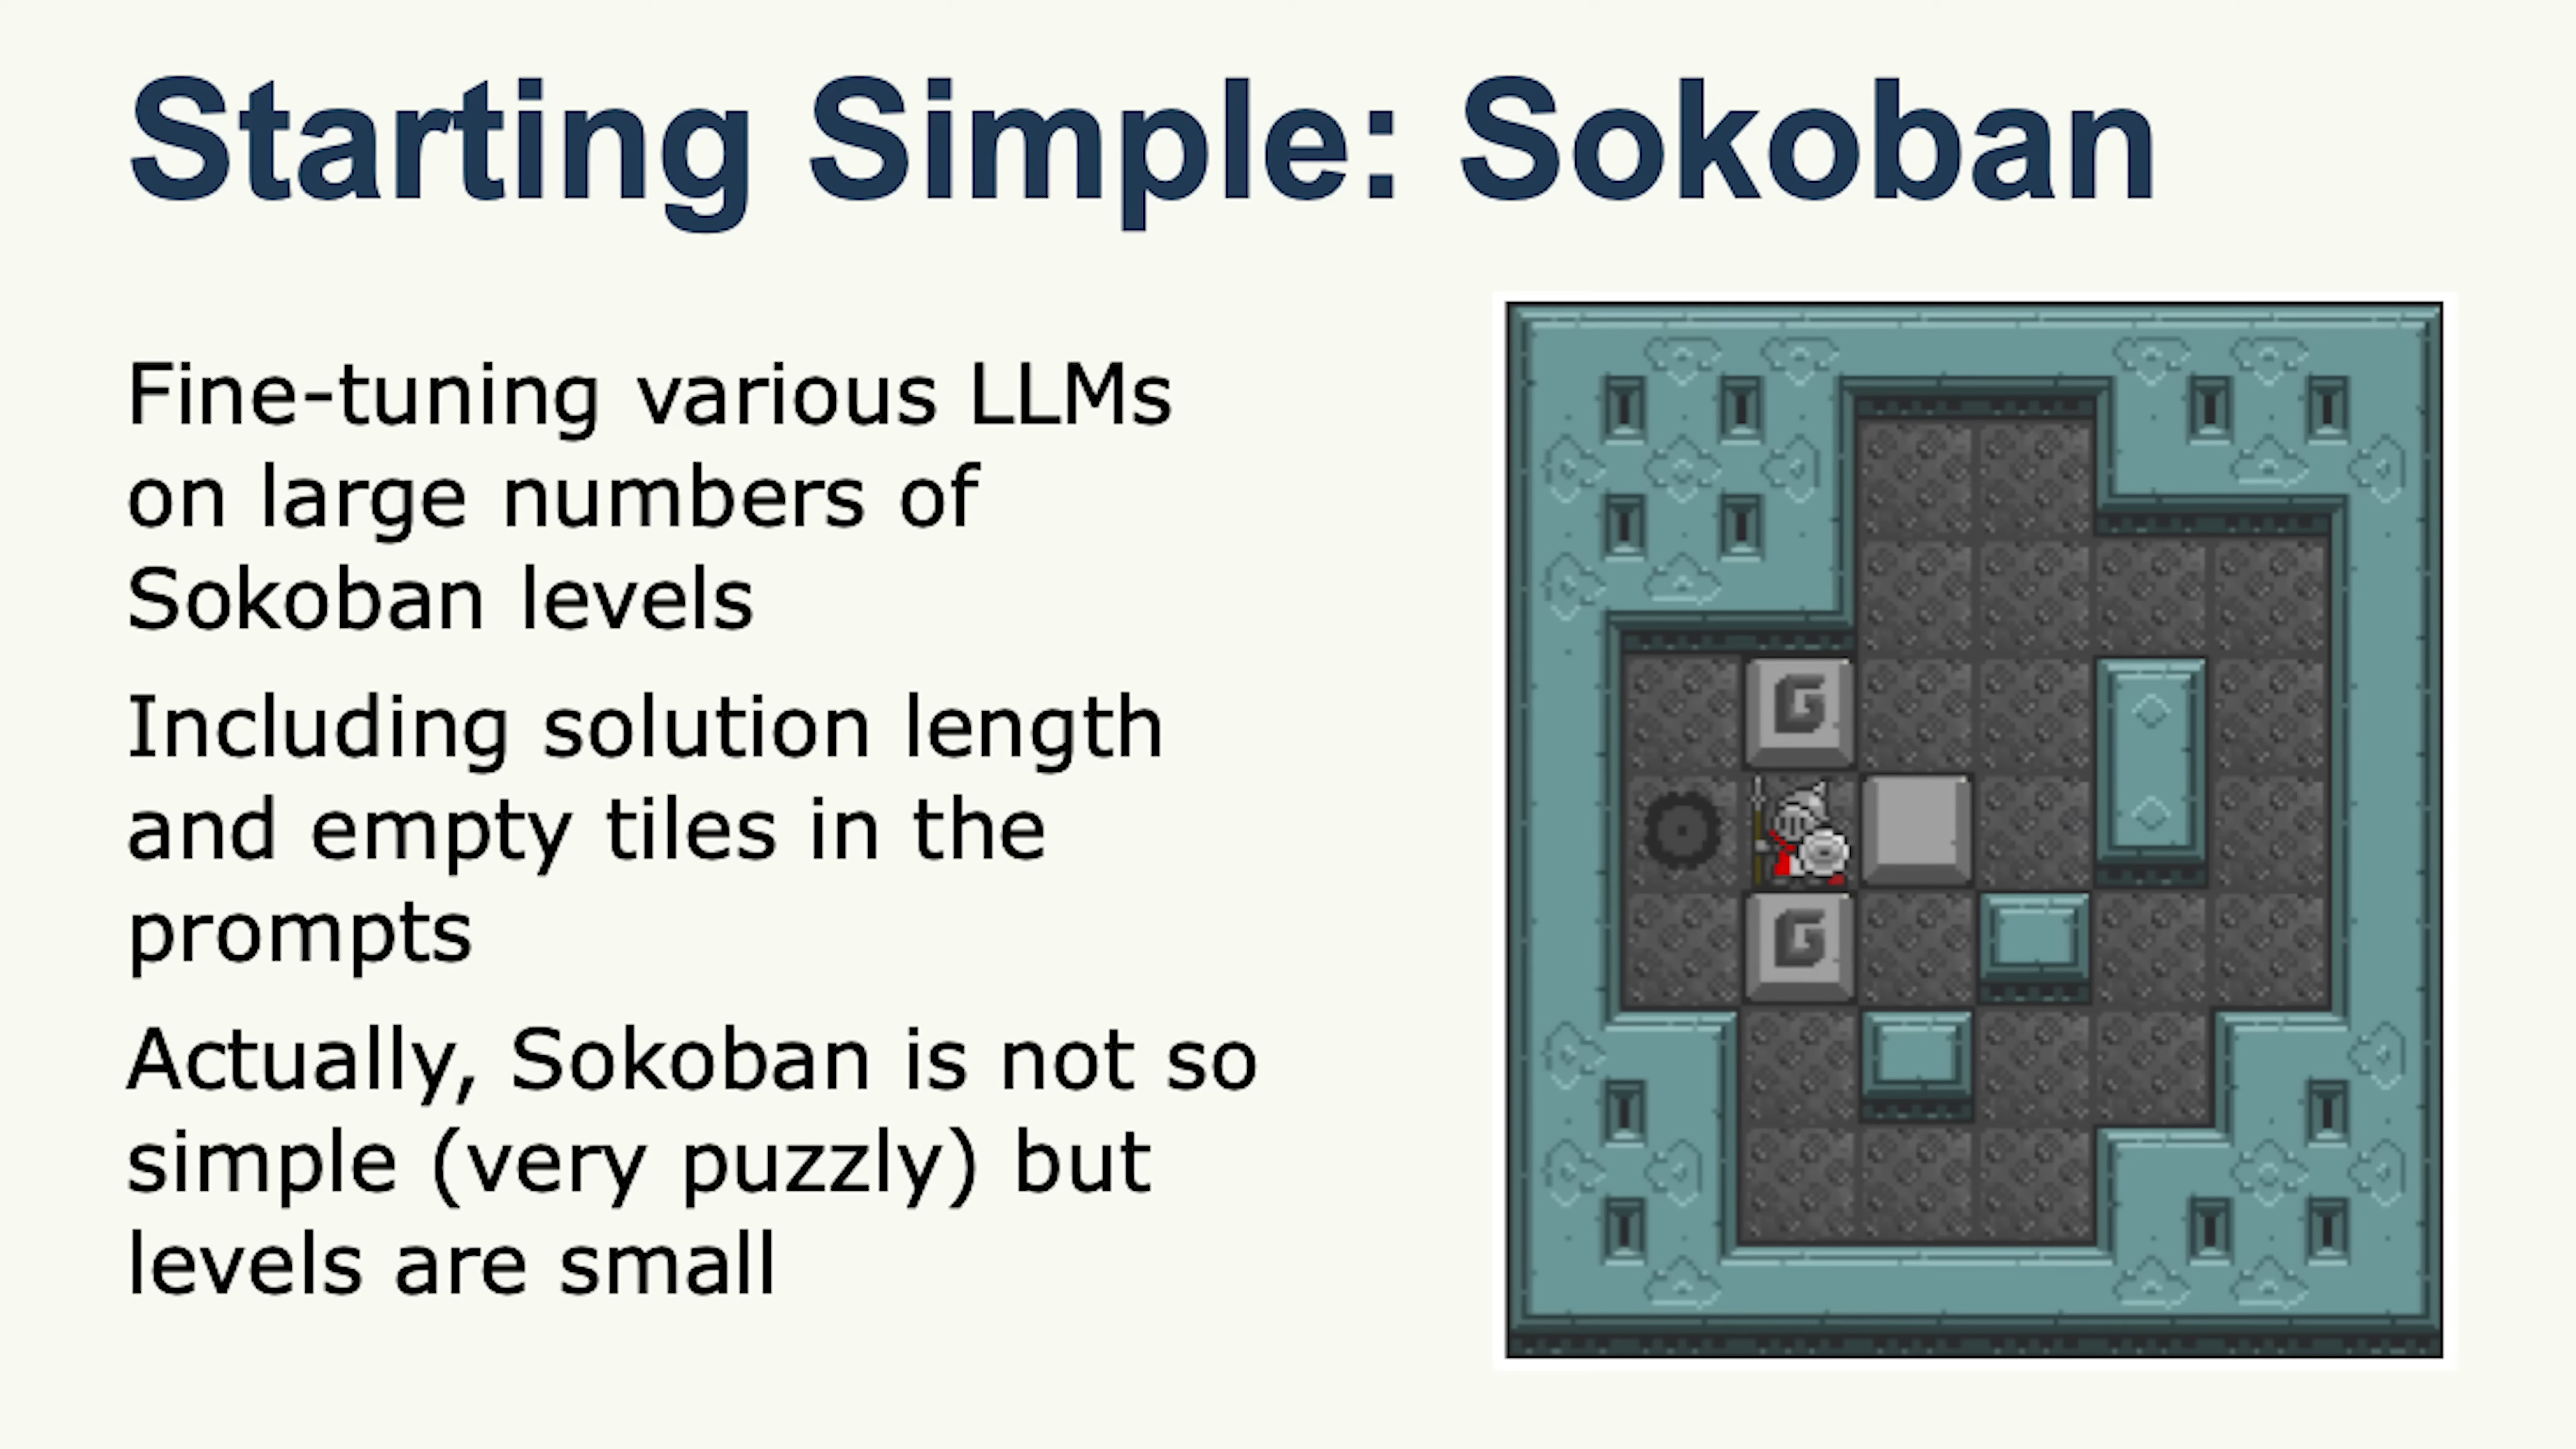 Starting Simple: Sokoban
Fine-tuning various LLMs
on large numbers of
Sokoban levels
Including solution length
and empty tiles in the
prompts
Actually, Sokoban is not so
simple (very puzzly) but
levels are small
G
G